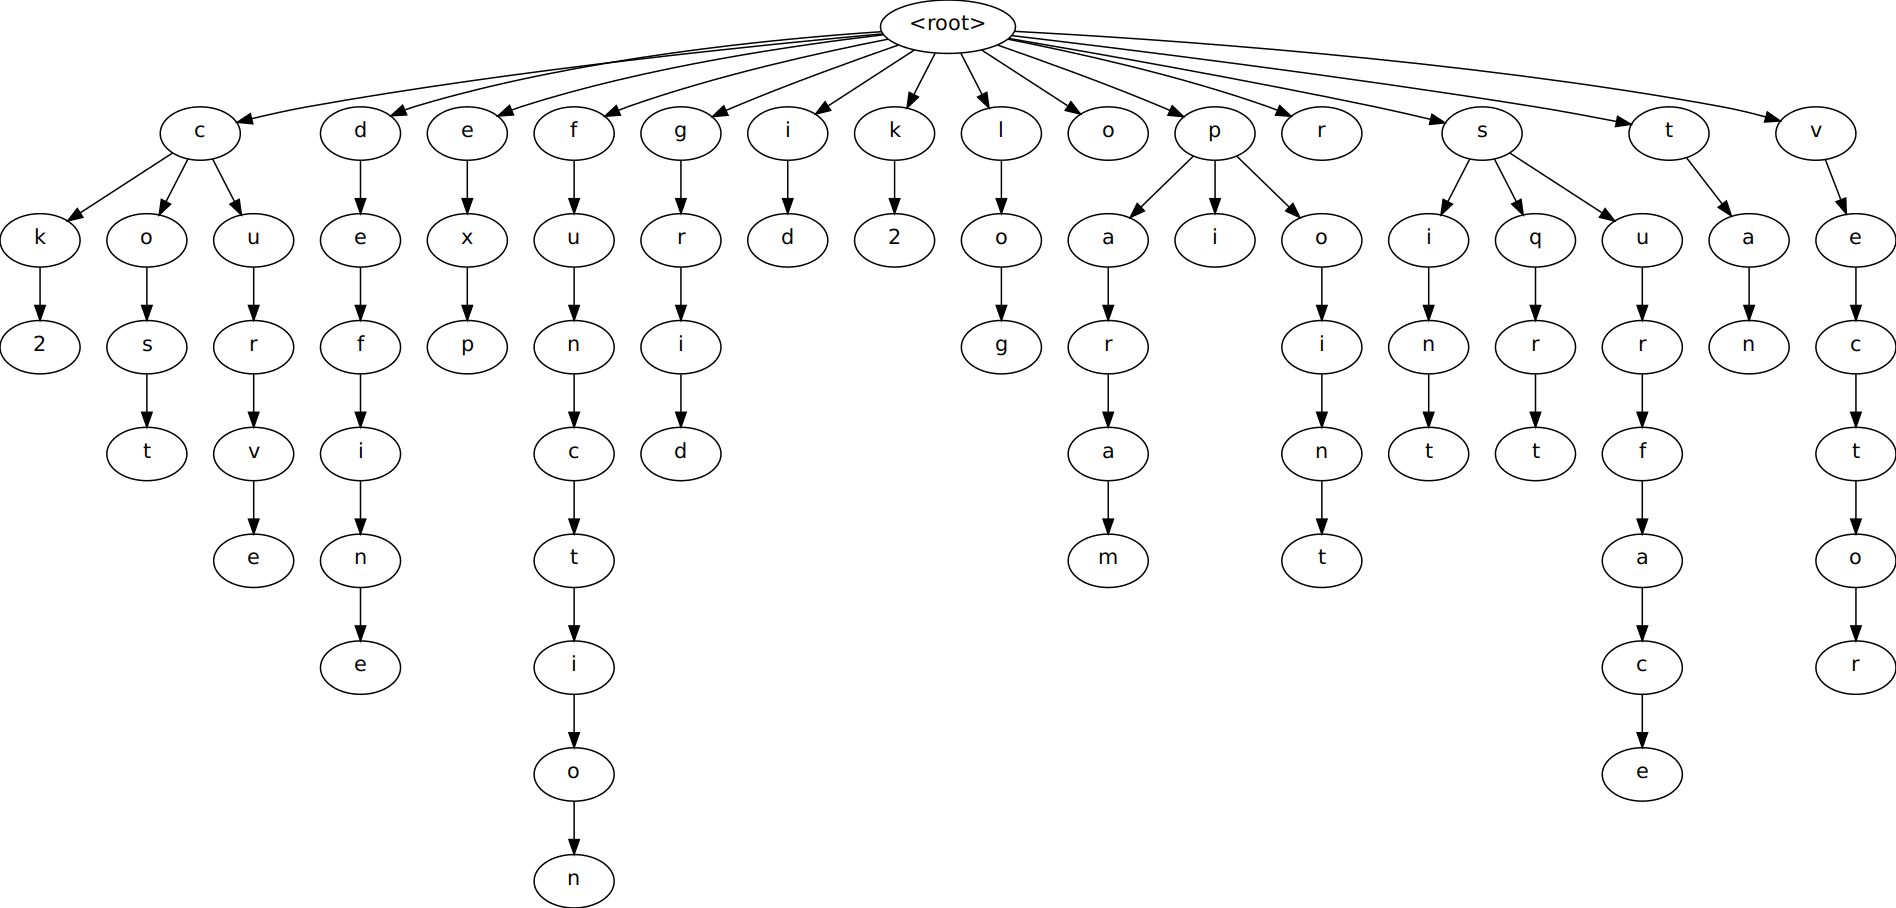 <root>
c d e f g i k l o p r s t v
k o u e x u r d 2 o a i o i q u a e
2 s r f p n i g r i n r r n c
t v i c d a n t t f t
e n t m t a o
e i c r
o e
n